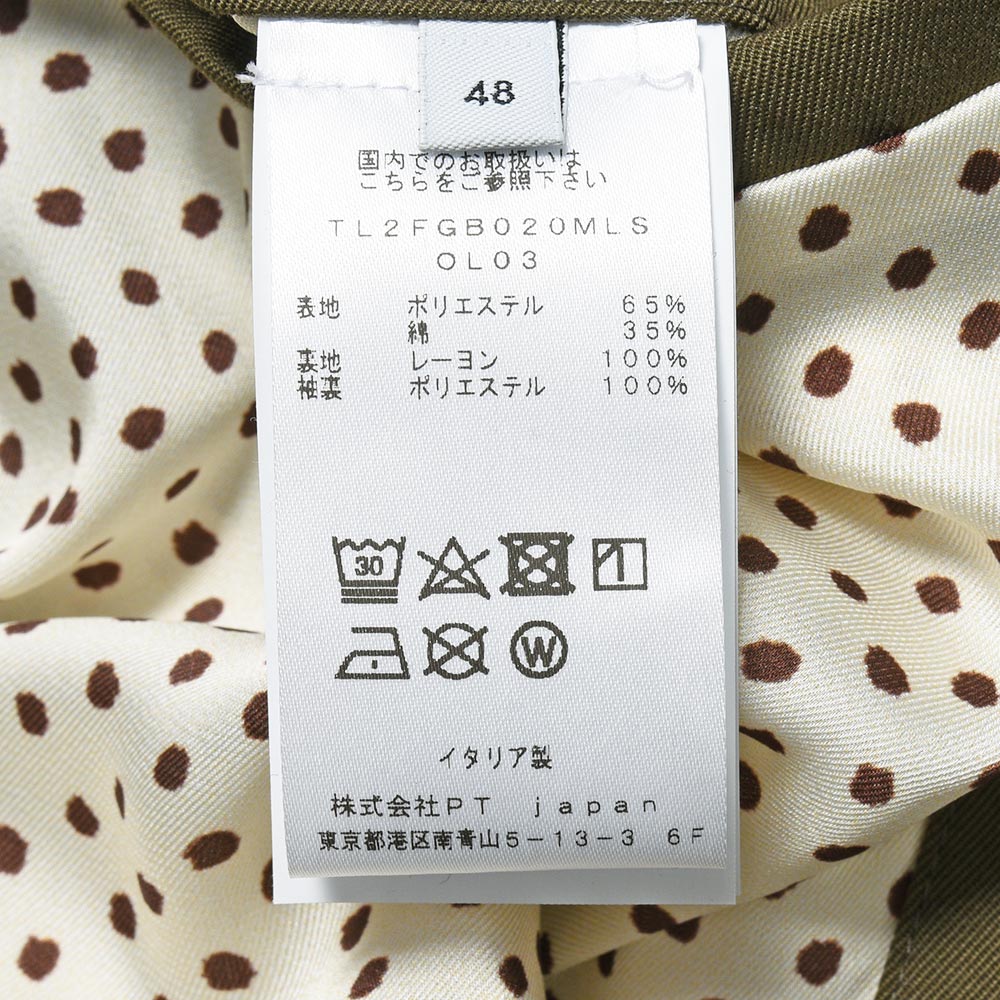 48
国内でのお取扱いは
こちらをご参照下さい
TL2FGB020MLS
OL03
表地 ポリエステル 65%
綿 35%
裏地 レーヨン 100%
袖裏 ポリエステル 100%
30
W
イタリア製
株式会社PT japan
東京都港区南青山5-13-3 6F